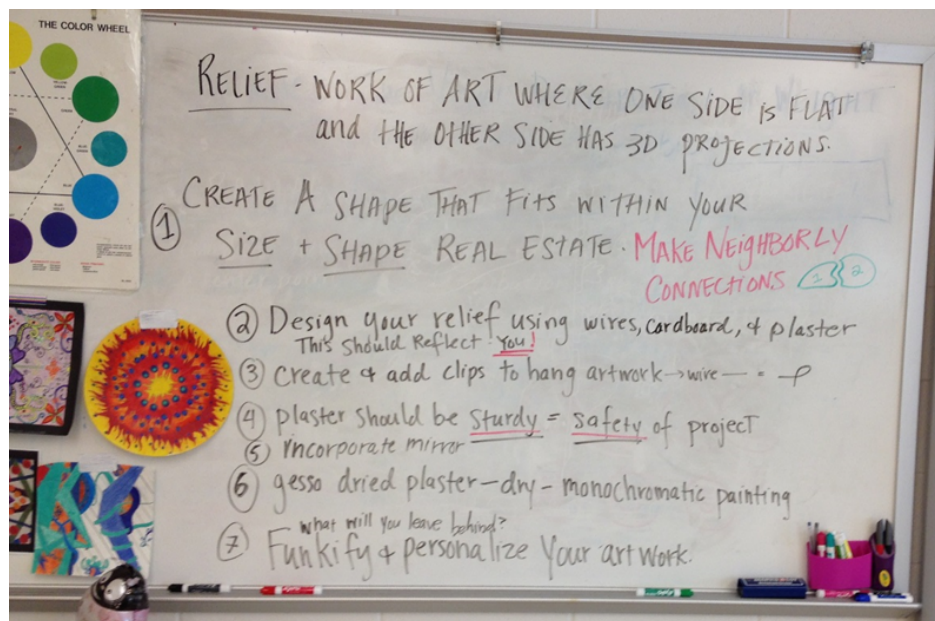 THE COLOR WHEEL
RELIEF - WORK OF ART WHERE ONE SIDE IS FLAT
and THE OTHER SIDE HAS 3D PROJECTIONS.
① CREATE A SHAPE THAT FITS WITHIN YOUR
SIZE + SHAPE REAL ESTATE. MAKE NEIGHBORLY
CONNECTIONS 1 2
② Design your relief using wires, cardboard, + plaster
This Should Reflect You!
③ Create + add clips to hang artwork → wire — =
④ plaster should be sturdy = safety of project
⑤ incorporate mirror
⑥ gesso dried plaster – dry – monochromatic painting
What will you leave behind?
⑦ Funkify + personalize Your art work.